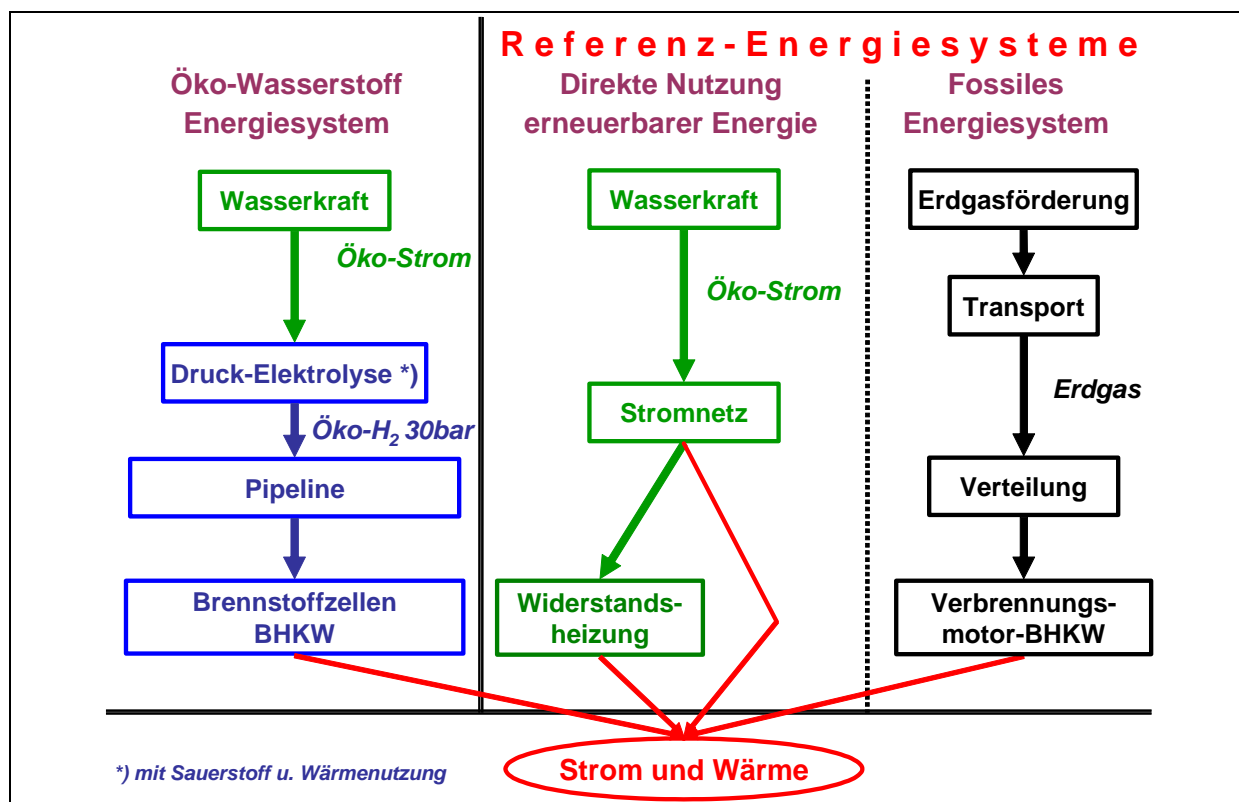 Referenz-Energiesysteme
Öko-Wasserstoff
Energiesystem
Wasserkraft
Öko-Strom
Druck-Elektrolyse *)
Öko-H₂ 30bar
Pipeline
Brennstoffzellen
BHKW
Direkte Nutzung
erneuerbarer Energie
Wasserkraft
Öko-Strom
Stromnetz
Widerstands-
heizung
Fossiles
Energiesystem
Erdgasförderung
Transport
Erdgas
Verteilung
Verbrennungs-
motor-BHKW
Strom und Wärme
*) mit Sauerstoff u. Wärmenutzung